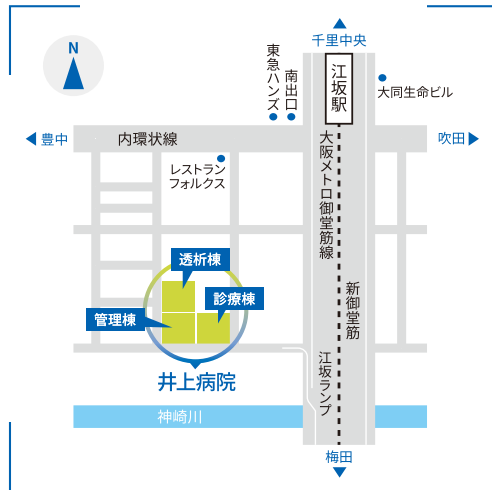 N
千里中央
東急ハンズ
南出口
江坂駅
大同生命ビル
豊中
内環状線
吹田
レストラン
フォルクス
大阪メトロ御堂筋線
透析棟
診療棟
管理棟
新御堂筋
井上病院
江坂ランプ
神崎川
梅田